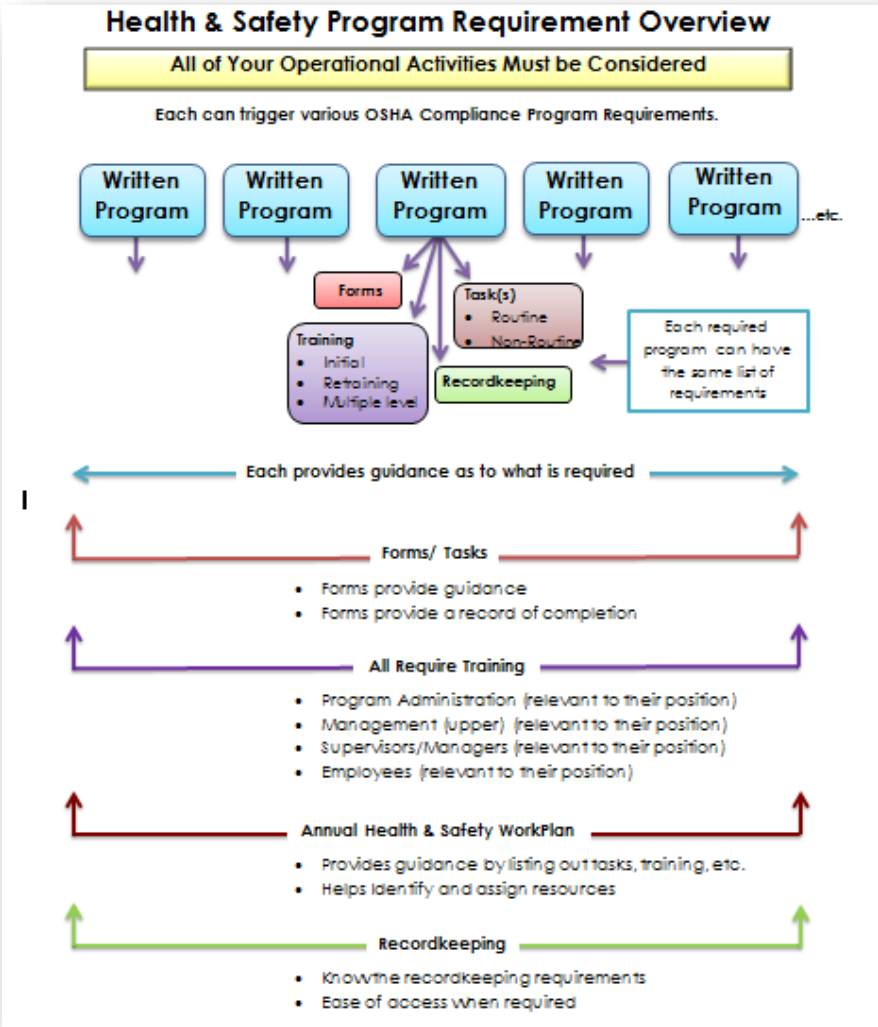 Health & Safety Program Requirement Overview
All of Your Operational Activities Must be Considered
Each can trigger various OSHA Compliance Program Requirements.
Written
Program
Written
Program
Written
Program
Written
Program
Written
Program
...etc.
Forms
Task(s)
• Routine
• Non-Routine
Training
• Initial
• Retraining
• Multiple level
Recordkeeping
Each required
program can have
the same list of
requirements
Each provides guidance as to what is required
I
Forms/ Tasks
• Forms provide guidance
• Forms provide a record of completion
All Require Training
• Program Administration (relevant to their position)
• Management (upper) (relevant to their position)
• Supervisors/Managers (relevant to their position)
• Employees (relevant to their position)
Annual Health & Safety WorkPlan
• Provides guidance by listing out tasks, training, etc.
• Helps identify and assign resources
Recordkeeping
• Know the recordkeeping requirements
• Ease of access when required